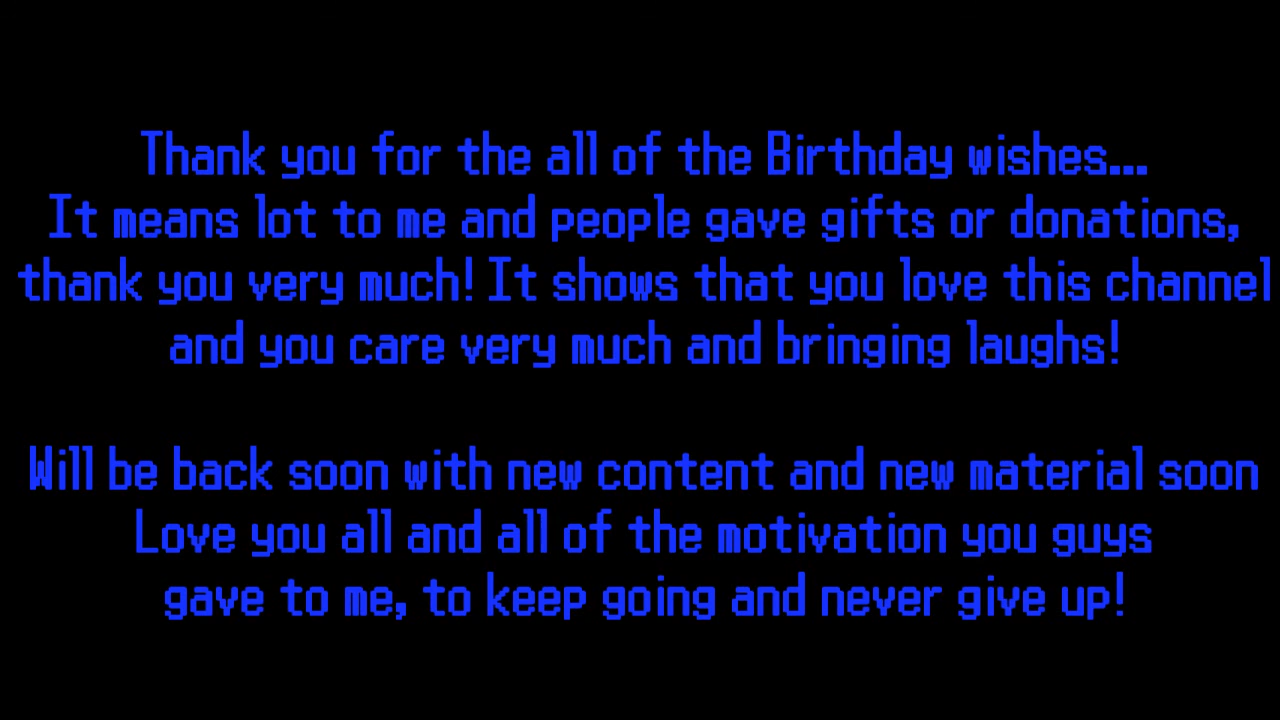 Thank you for the all of the Birthday wishes...
It means lot to me and people gave gifts or donations,
thank you very much! It shows that you love this channel
and you care very much and bringing laughs!
Will be back soon with new content and new material soon
Love you all and all of the motivation you guys
gave to me, to keep going and never give up!